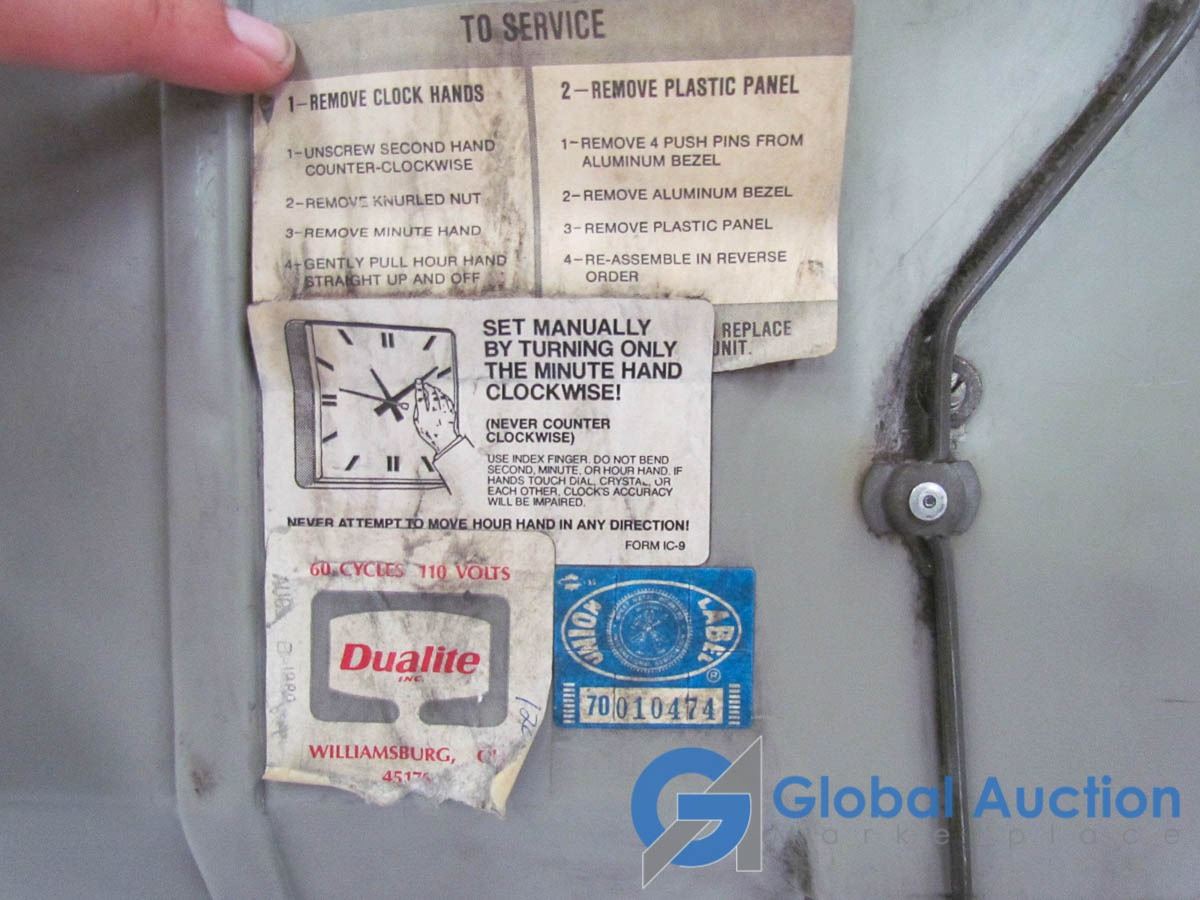 TO SERVICE
1-REMOVE CLOCK HANDS
1-UNSCREW SECOND HAND
COUNTER-CLOCKWISE
2-REMOVE KNURLED NUT
3-REMOVE MINUTE HAND
4-GENTLY PULL HOUR HAND
STRAIGHT UP AND OFF
2-REMOVE PLASTIC PANEL
1-REMOVE 4 PUSH PINS FROM
ALUMINUM BEZEL
2-REMOVE ALUMINUM BEZEL
3-REMOVE PLASTIC PANEL
4-RE-ASSEMBLE IN REVERSE
ORDER
REPLACE
UNIT.
SET MANUALLY
BY TURNING ONLY
THE MINUTE HAND
CLOCKWISE!
(NEVER COUNTER
CLOCKWISE)
USE INDEX FINGER. DO NOT BEND
SECOND, MINUTE, OR HOUR HAND. IF
HANDS TOUCH DIAL, CRYSTAL, OR
EACH OTHER, CLOCK'S ACCURACY
WILL BE IMPAIRED.
NEVER ATTEMPT TO MOVE HOUR HAND IN ANY DIRECTION!
FORM IC-9
60 CYCLES 110 VOLTS
Dualite
INC.
WILLIAMSBURG,
UNION LABEL
®
70 010474
Global Auction
Marketplace